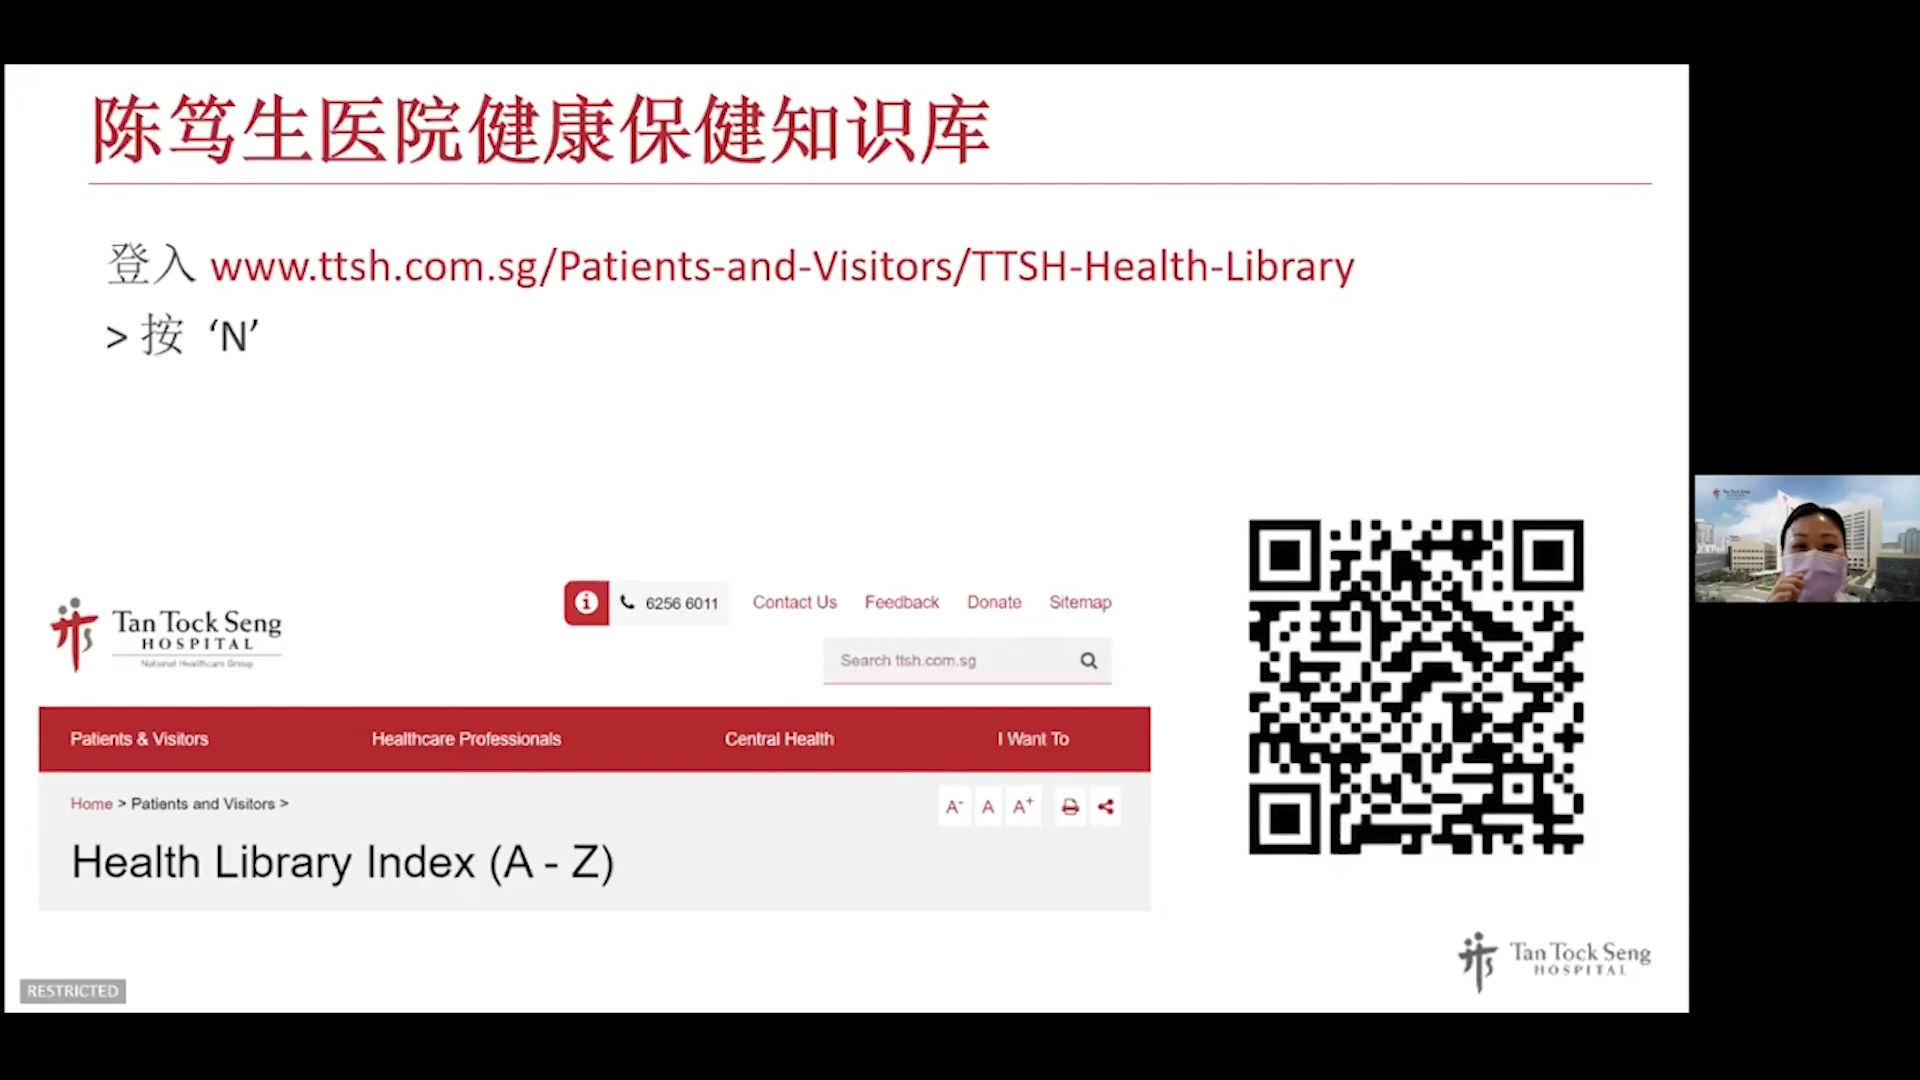 陈笃生医院健康保健知识库
登入 www.ttsh.com.sg/Patients-and-Visitors/TTSH-Health-Library
> 按 ‘N’
6256 6011
Contact Us
Feedback
Donate
Sitemap
Tan Tock Seng
HOSPITAL
National Healthcare Group
Search ttsh.com.sg
Patients & Visitors
Healthcare Professionals
Central Health
I Want To
Home > Patients and Visitors >
A- A A+
Health Library Index (A - Z)
Tan Tock Seng
HOSPITAL
RESTRICTED